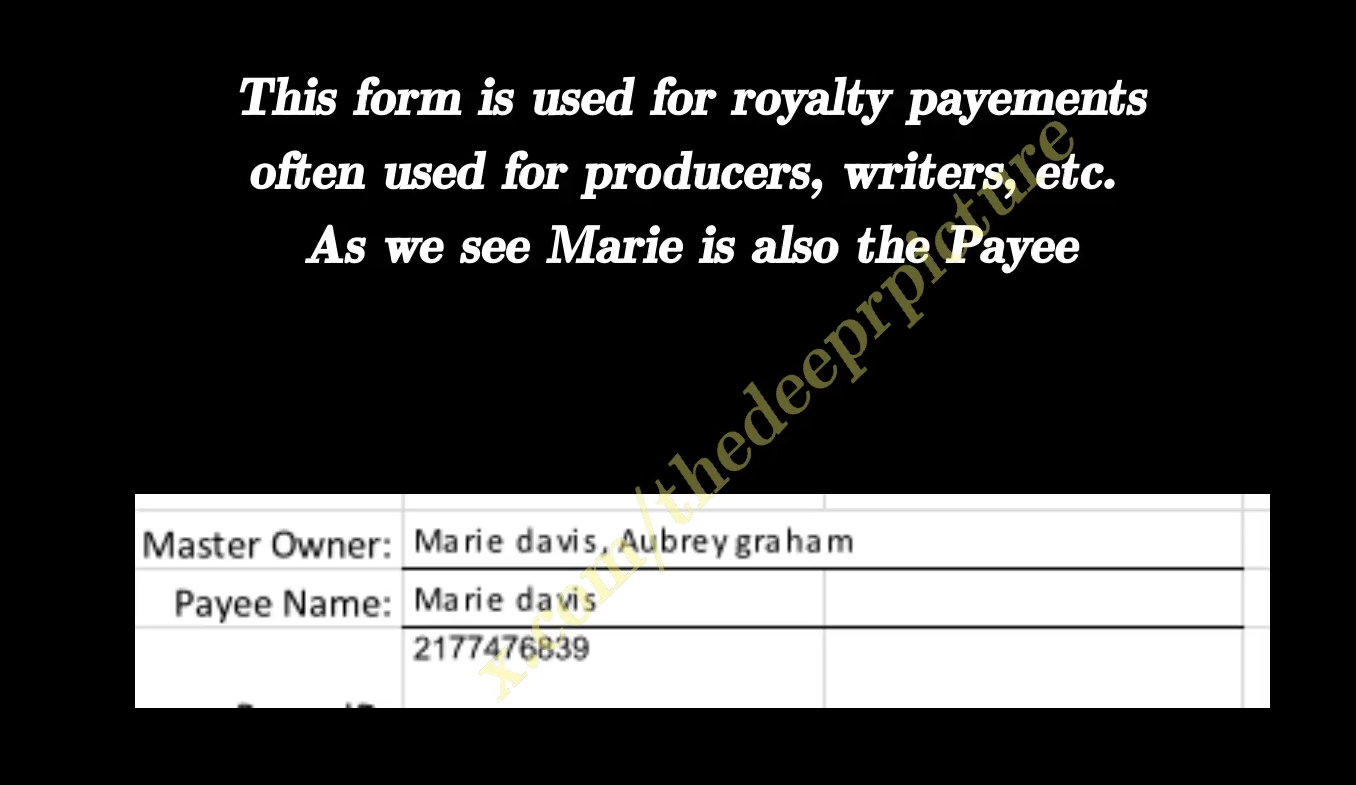 This form is used for royalty payements
often used for producers, writers, etc.
As we see Marie is also the Payee
x.com/thedeeprpicture
Master Owner: Marie davis, Aubrey graham
Payee Name: Marie davis
2177476839